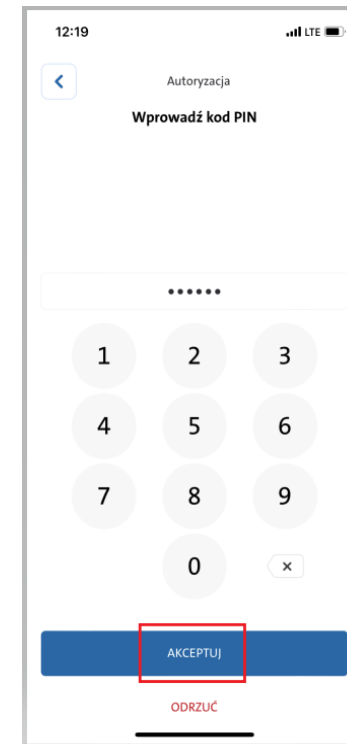 12:19 LTE
Autoryzacja
Wprowadź kod PIN
••••••
1 2 3
4 5 6
7 8 9
0
AKCEPTUJ
ODRZUĆ